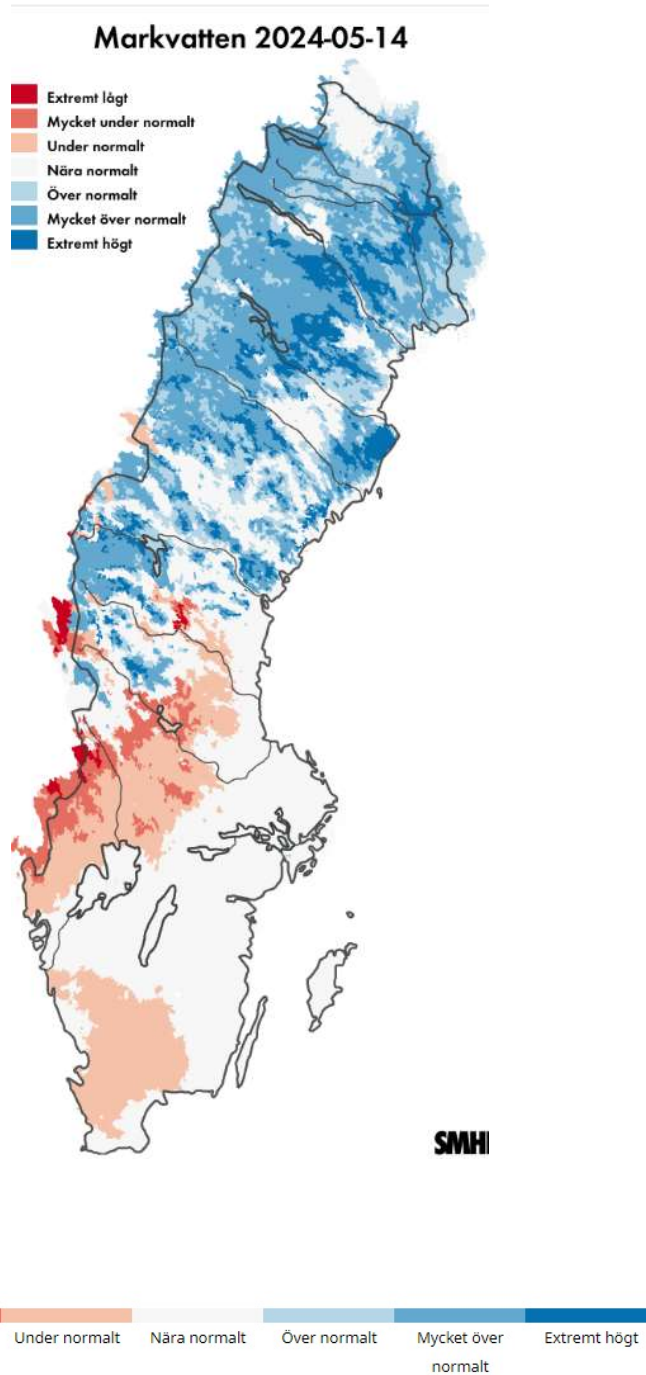 Markvatten 2024-05-14
Extremt lågt
Mycket under normalt
Under normalt
Nära normalt
Över normalt
Mycket över normalt
Extremt högt
SMHI
Under normalt Nära normalt Över normalt Mycket över Extremt högt
normalt